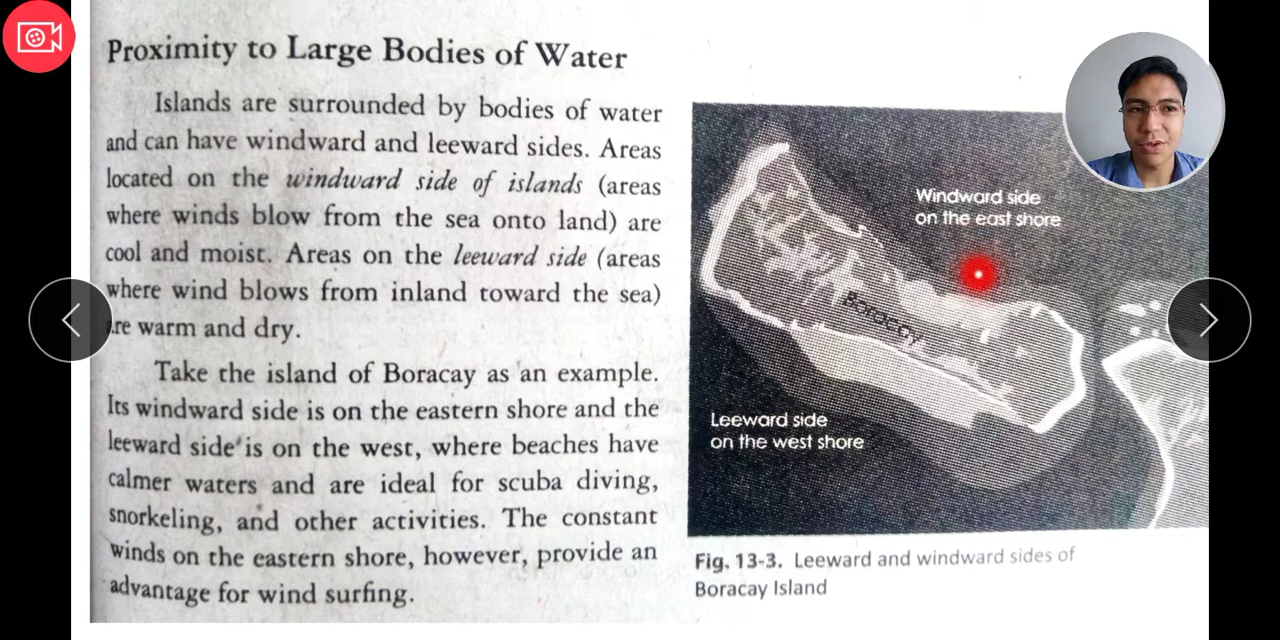 Proximity to Large Bodies of Water
Islands are surrounded by bodies of water
and can have windward and leeward sides. Areas
located on the windward side of islands (areas
where winds blow from the sea onto land) are
cool and moist. Areas on the leeward side (areas
where wind blows from inland toward the sea)
are warm and dry.
Take the island of Boracay as an example.
Its windward side is on the eastern shore and the
leeward side is on the west, where beaches have
calmer waters and are ideal for scuba diving,
snorkeling, and other activities. The constant
winds on the eastern shore, however, provide an
advantage for wind surfing.
Windward side
on the east shore
Boracay
Leeward side
on the west shore
Fig. 13-3. Leeward and windward sides of
Boracay Island